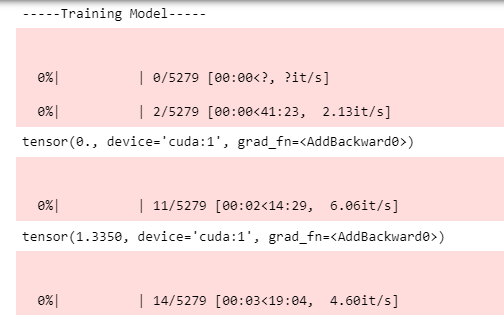 -----Training Model-----
0%| | 0/5279 [00:00<?, ?it/s]
0%| | 2/5279 [00:00<41:23, 2.13it/s]
tensor(0., device='cuda:1', grad_fn=<AddBackward0>)
0%| | 11/5279 [00:02<14:29, 6.06it/s]
tensor(1.3350, device='cuda:1', grad_fn=<AddBackward0>)
0%| | 14/5279 [00:03<19:04, 4.60it/s]